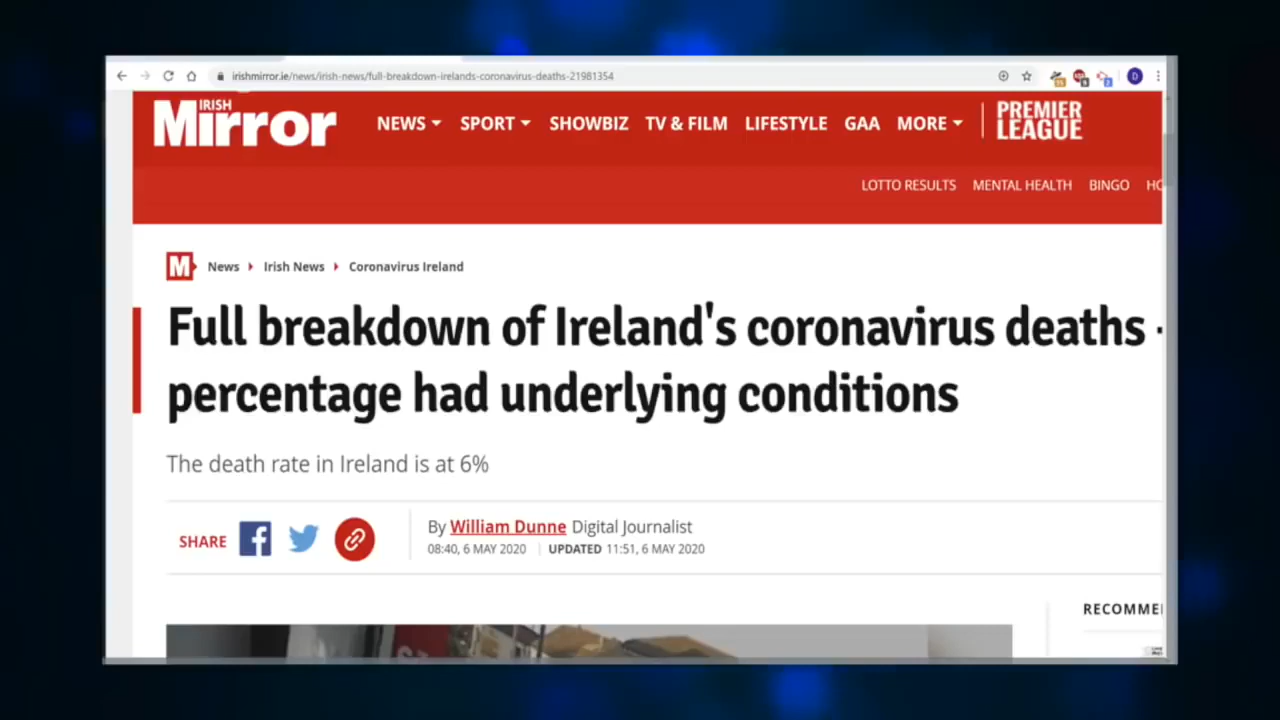 irishmirror.ie/news/irish-news/full-breakdown-irelands-coronavirus-deaths-21981354
D
IRISH
Mirror
NEWS SPORT SHOWBIZ TV & FILM LIFESTYLE GAA MORE
PREMIER
LEAGUE
LOTTO RESULTS MENTAL HEALTH BINGO HO
M News Irish News Coronavirus Ireland
Full breakdown of Ireland's coronavirus deaths -
percentage had underlying conditions
The death rate in Ireland is at 6%
SHARE
By William Dunne Digital Journalist
08:40, 6 MAY 2020 UPDATED 11:51, 6 MAY 2020
RECOMME